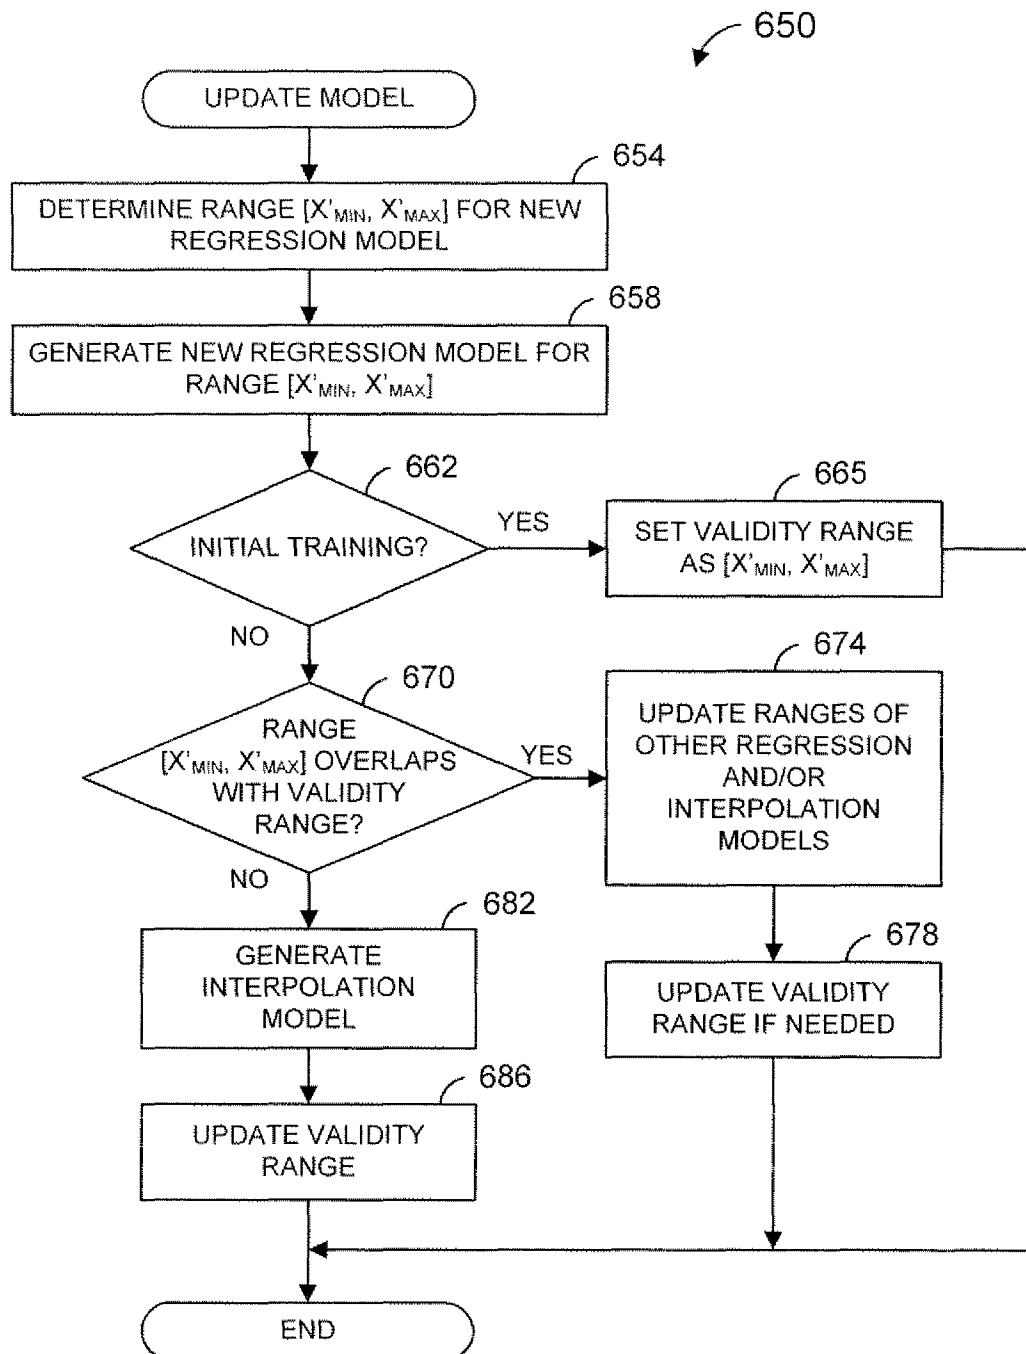 650
UPDATE MODEL
654
DETERMINE RANGE [X'MIN, X'MAX] FOR NEW
REGRESSION MODEL
658
GENERATE NEW REGRESSION MODEL FOR
RANGE [X'MIN, X'MAX]
662
INITIAL TRAINING?
YES
665
SET VALIDITY RANGE
AS [X'MIN, X'MAX]
NO
670
RANGE
[X'MIN, X'MAX] OVERLAPS
WITH VALIDITY
RANGE?
YES
674
UPDATE RANGES OF
OTHER REGRESSION
AND/OR
INTERPOLATION
MODELS
NO
682
GENERATE
INTERPOLATION
MODEL
678
UPDATE VALIDITY
RANGE IF NEEDED
686
UPDATE VALIDITY
RANGE
END